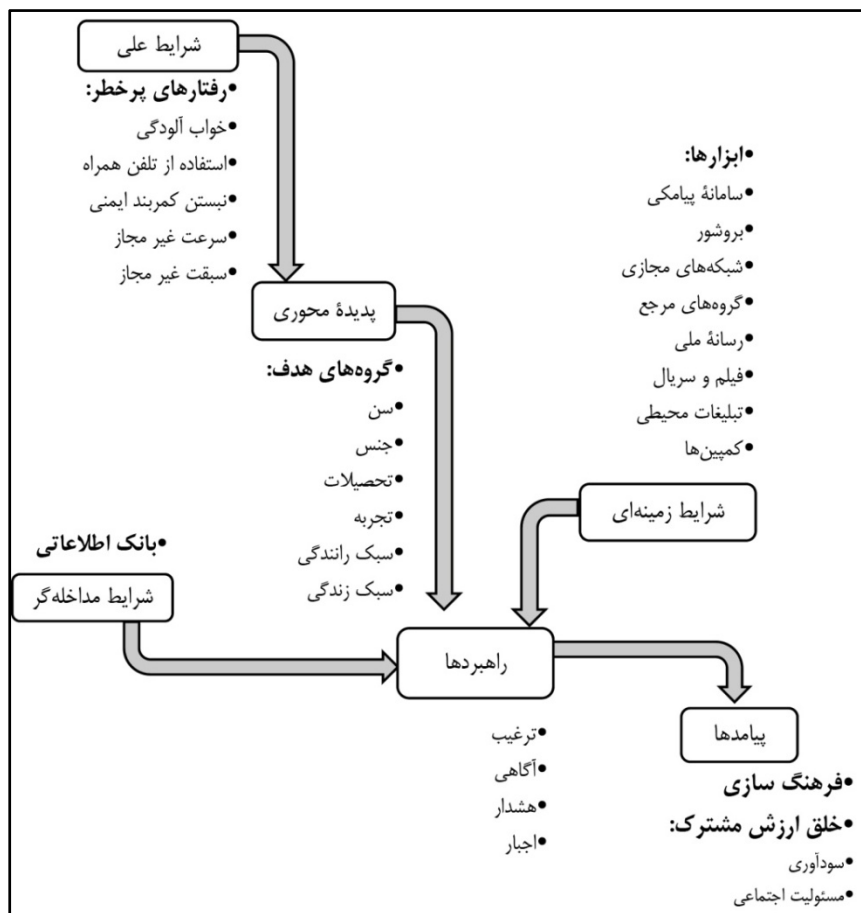 شرایط علی
•رفتارهای پرخطر:
•خواب آلودگی
•استفاده از تلفن همراه
•نبستن کمربند ایمنی
•سرعت غیر مجاز
•سبقت غیر مجاز
•ابزارها:
•سامانهٔ پیامکی
•بروشور
•شبکه‌های مجازی
•گروه‌های مرجع
•رسانهٔ ملی
•فیلم و سریال
•تبلیغات محیطی
•کمپین‌ها
پدیدهٔ محوری
•گروه‌های هدف:
•سن
•جنس
•تحصیلات
•تجربه
•سبک رانندگی
•سبک زندگی
شرایط زمینه‌ای
•بانک اطلاعاتی
شرایط مداخله‌گر
راهبردها
•ترغیب
•آگاهی
•هشدار
•اجبار
پیامدها
•فرهنگ سازی
•خلق ارزش مشترک:
•سودآوری
•مسئولیت اجتماعی